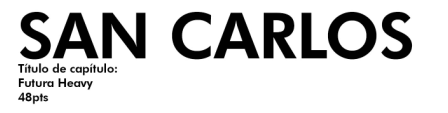 SAN CARLOS
Título de capítulo:
Futura Heavy
48pts